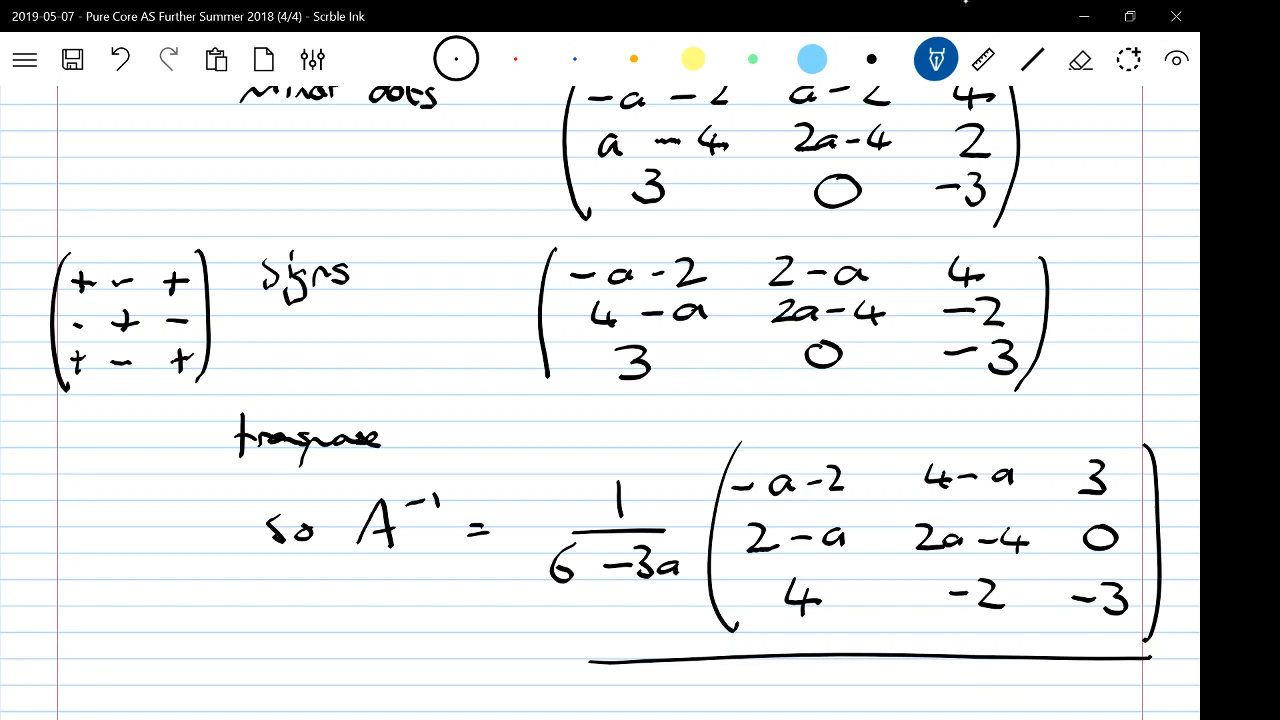 2019-05-07 - Pure Core AS Further Summer 2018 (4/4) - Scrble Ink
Minor dets
-a - 2 a - 2 4
a - 4 2a - 4 2
3 0 -3
+ - +
- + -
+ - +
signs
-a - 2 2 - a 4
4 - a 2a - 4 -2
3 0 -3
transpose
so A⁻¹ = 1 / (6 - 3a)
-a - 2 4 - a 3
2 - a 2a - 4 0
4 -2 -3